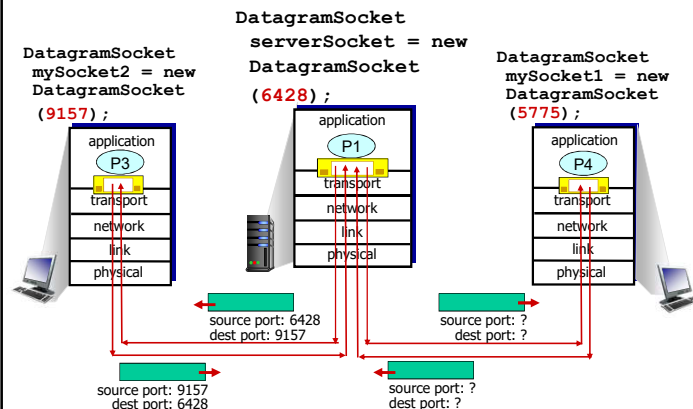 DatagramSocket
serverSocket = new
DatagramSocket
(6428);
DatagramSocket
mySocket2 = new
DatagramSocket
(9157);
DatagramSocket
mySocket1 = new
DatagramSocket
(5775);
application
P3
transport
network
link
physical
application
P1
transport
network
link
physical
application
P4
transport
network
link
physical
source port: 6428
dest port: 9157
source port: ?
dest port: ?
source port: 9157
dest port: 6428
source port: ?
dest port: ?